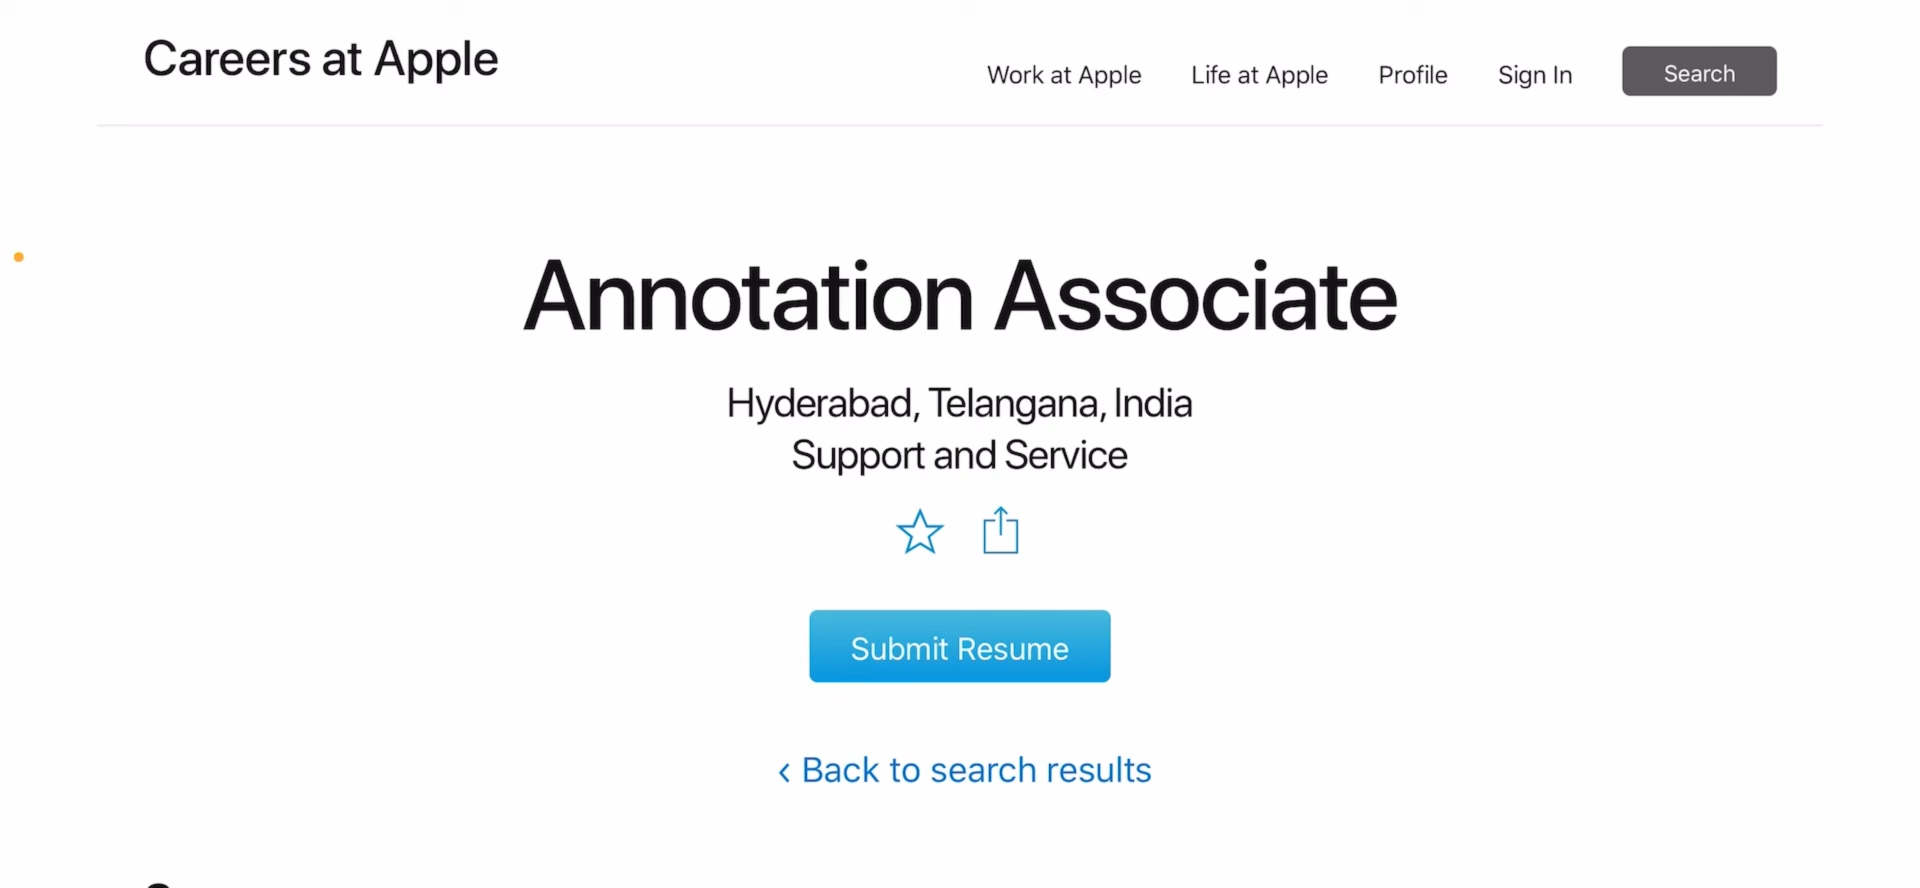 Careers at Apple
Work at Apple
Life at Apple
Profile
Sign In
Search
Annotation Associate
Hyderabad, Telangana, India
Support and Service
Submit Resume
‹ Back to search results